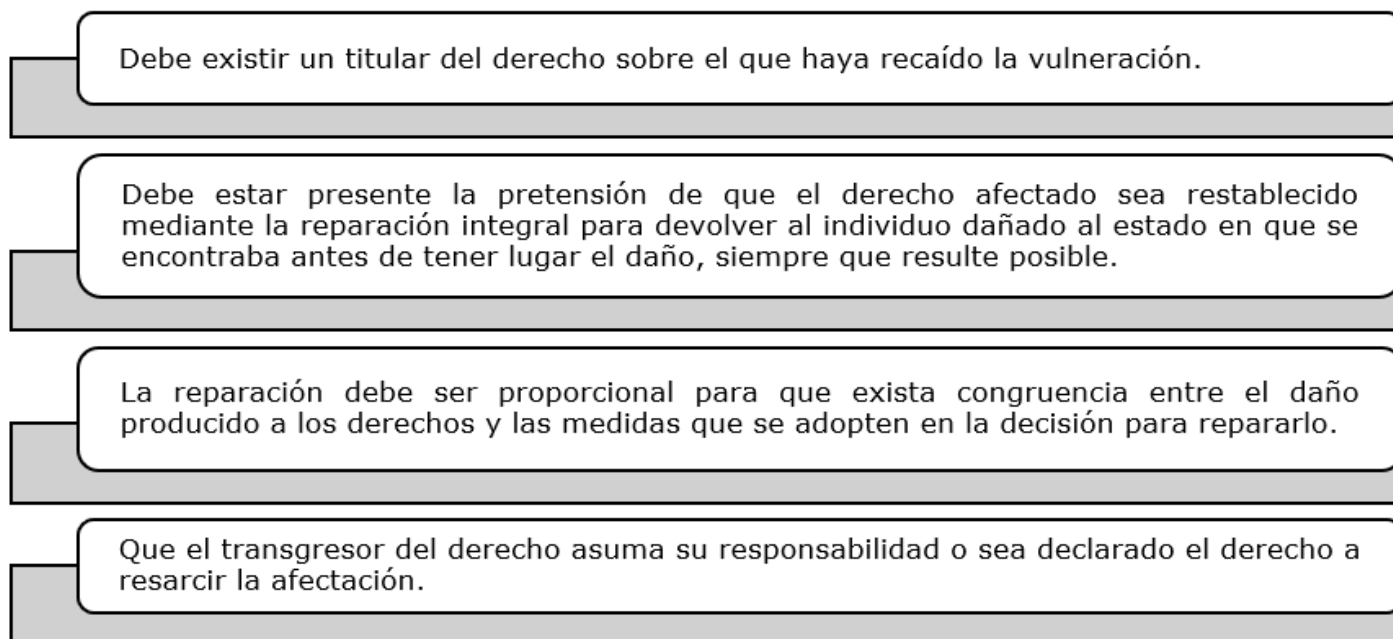 Debe existir un titular del derecho sobre el que haya recaído la vulneración.
Debe estar presente la pretensión de que el derecho afectado sea restablecido
mediante la reparación integral para devolver al individuo dañado al estado en que se
encontraba antes de tener lugar el daño, siempre que resulte posible.
La reparación debe ser proporcional para que exista congruencia entre el daño
producido a los derechos y las medidas que se adopten en la decisión para repararlo.
Que el transgresor del derecho asuma su responsabilidad o sea declarado el derecho a
resarcir la afectación.